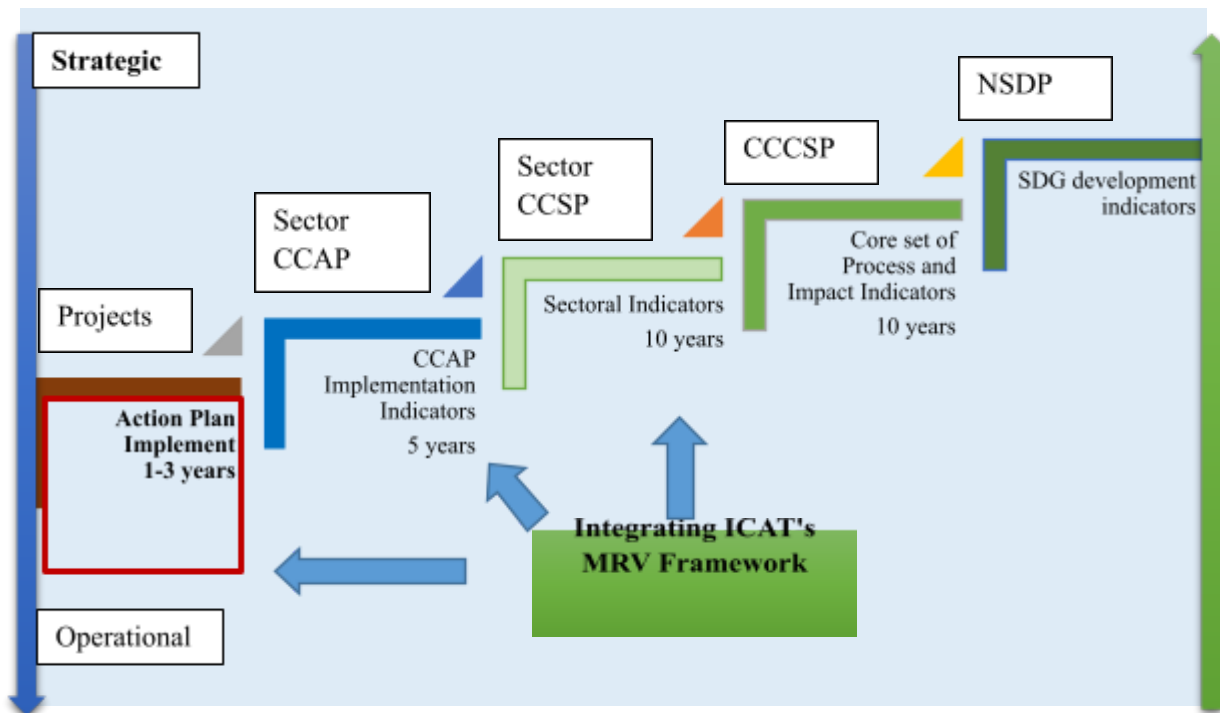 Strategic
NSDP
SDG development
indicators
CCCSP
Core set of
Process and
Impact Indicators
10 years
Sector
CCSP
Sectoral Indicators
10 years
Sector
CCAP
CCAP
Implementation
Indicators
5 years
Projects
Action Plan
Implement
1-3 years
Integrating ICAT's
MRV Framework
Operational